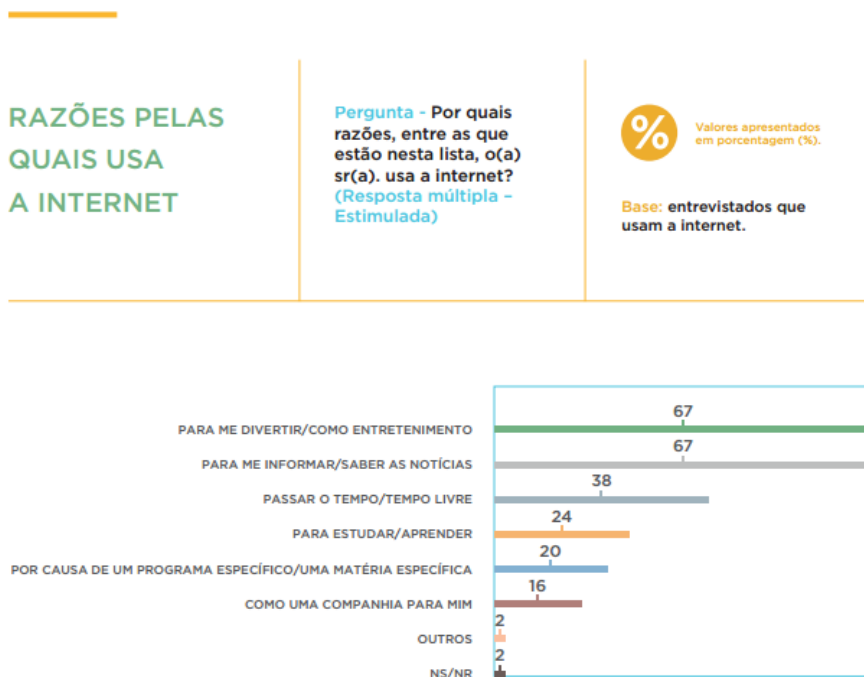 RAZÕES PELAS
QUAIS USA
A INTERNET
Pergunta - Por quais
razões, entre as que
estão nesta lista, o(a)
sr(a). usa a internet?
(Resposta múltipla –
Estimulada)
%
Valores apresentados
em porcentagem (%).
Base: entrevistados que
usam a internet.
PARA ME DIVERTIR/COMO ENTRETENIMENTO 67
PARA ME INFORMAR/SABER AS NOTÍCIAS 67
PASSAR O TEMPO/TEMPO LIVRE 38
PARA ESTUDAR/APRENDER 24
POR CAUSA DE UM PROGRAMA ESPECÍFICO/UMA MATÉRIA ESPECÍFICA 20
COMO UMA COMPANHIA PARA MIM 16
OUTROS 2
NS/NR 2